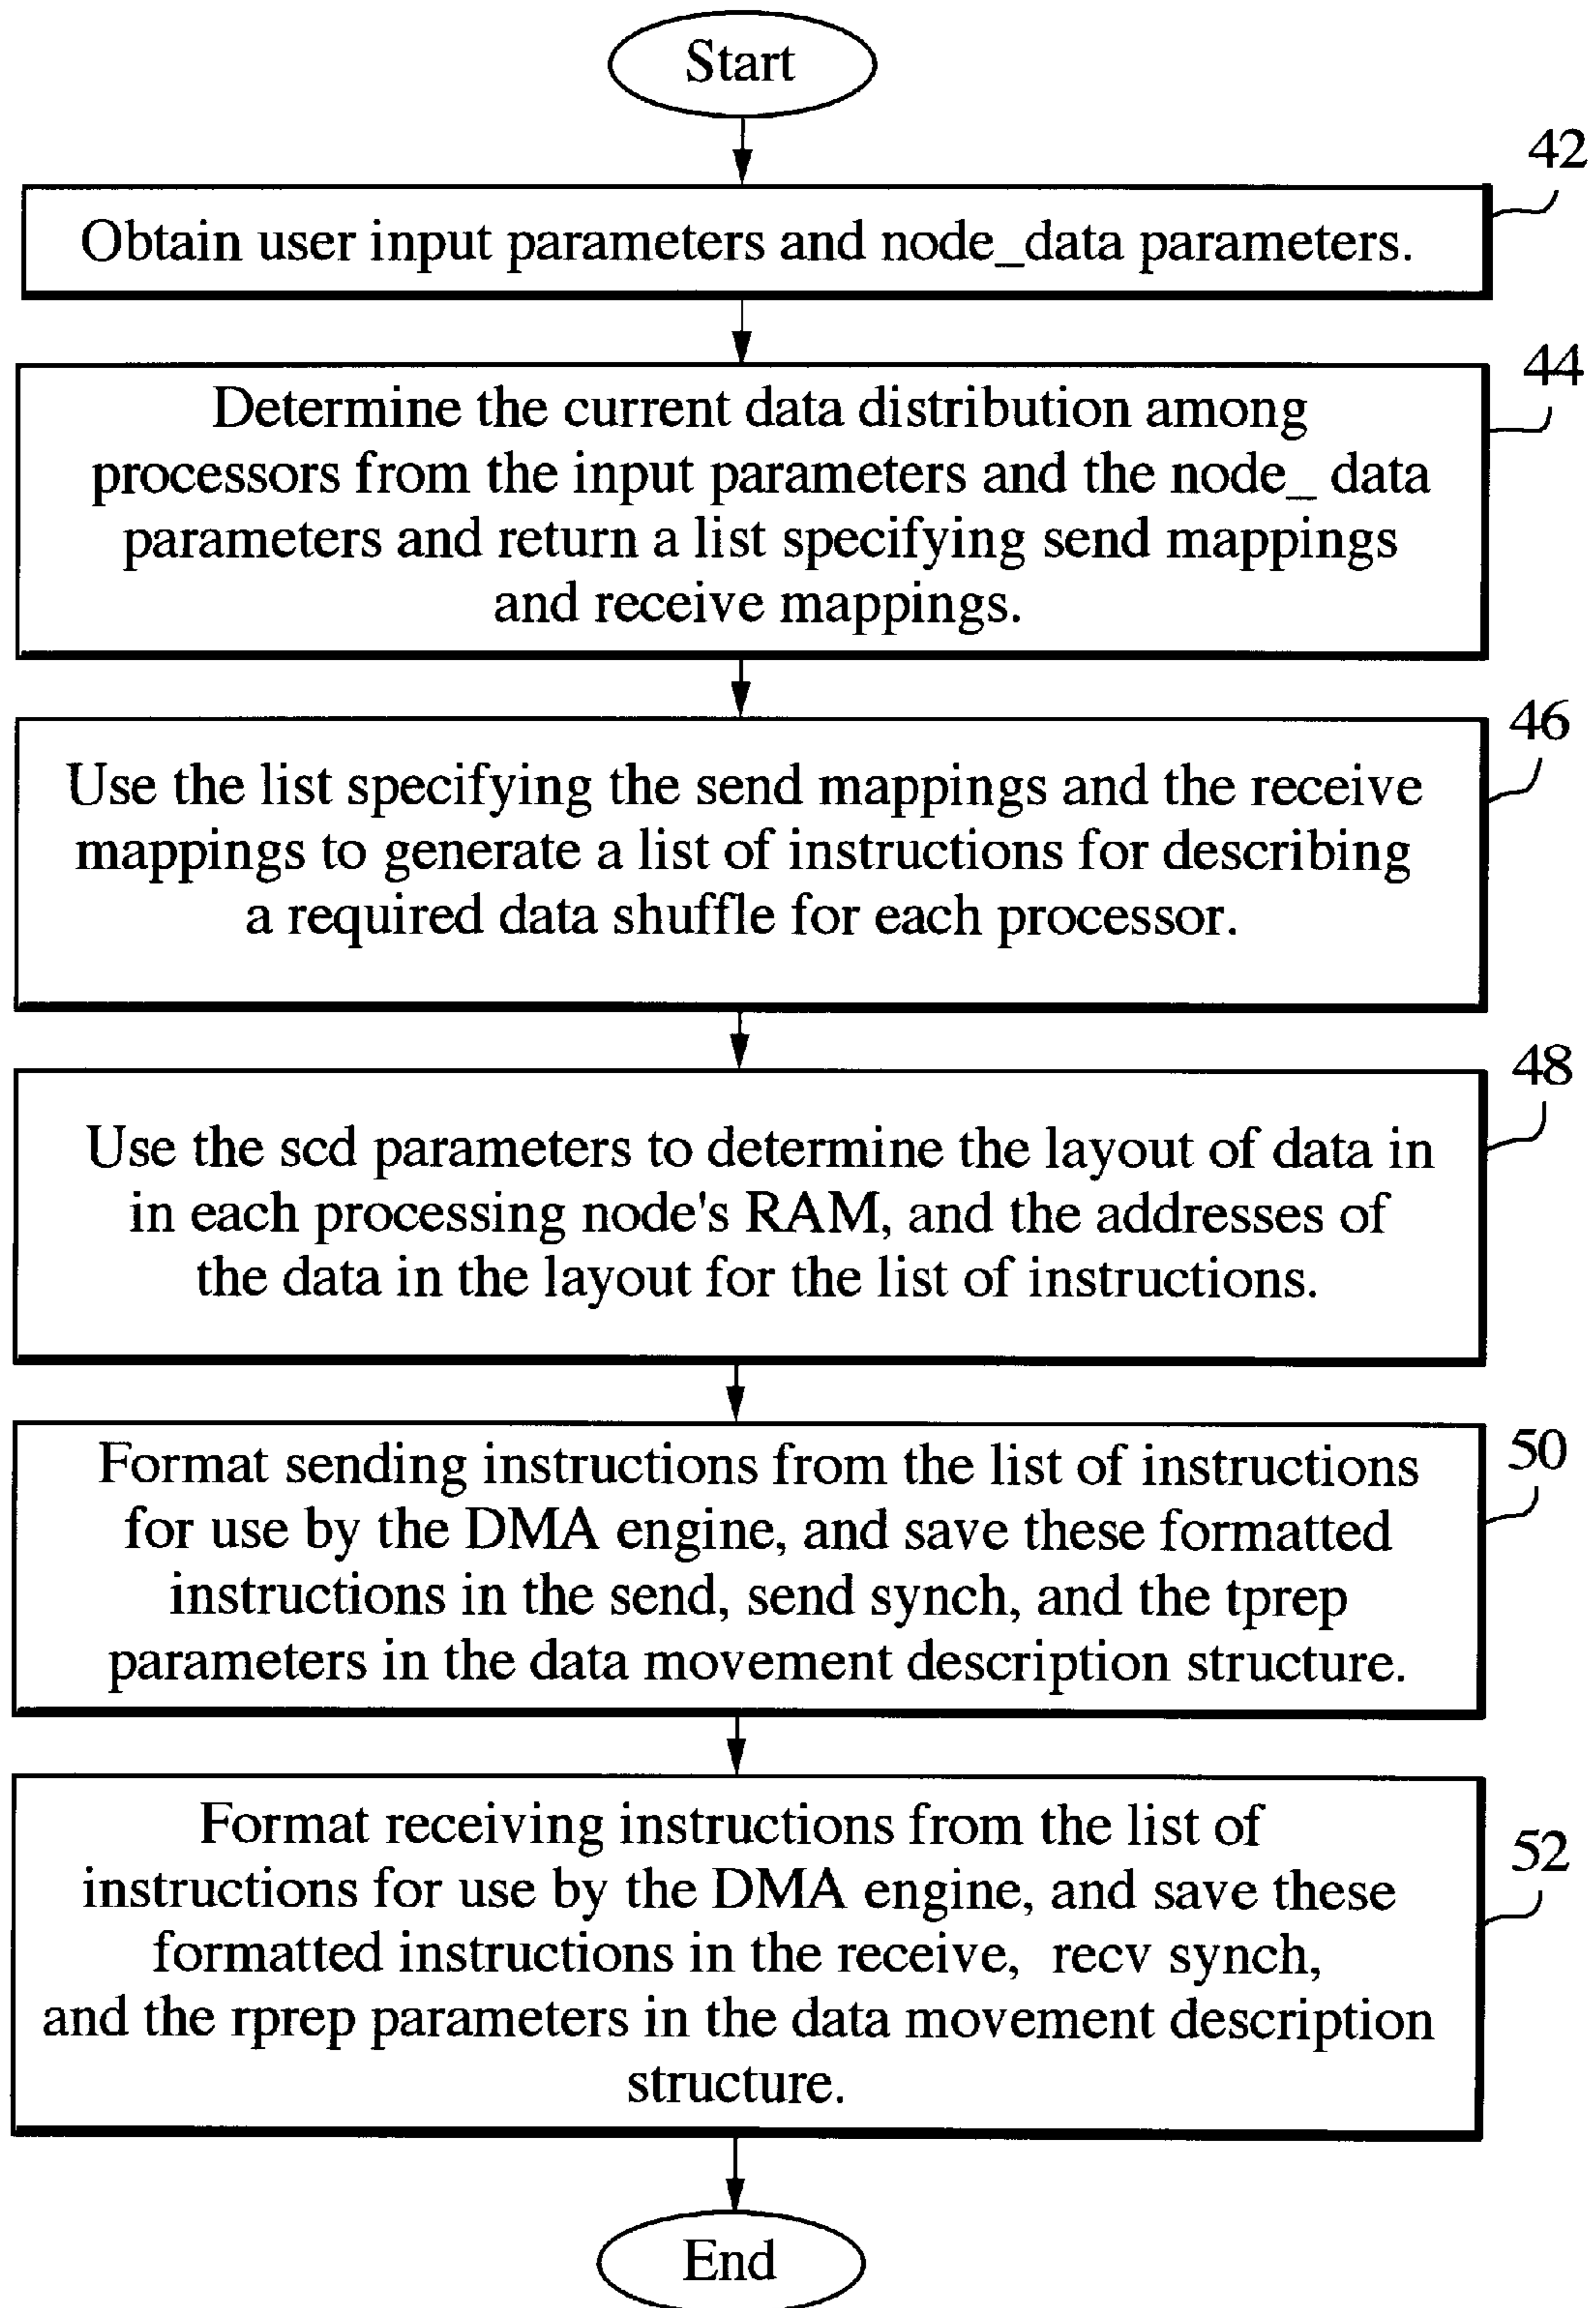 Start
42
Obtain user input parameters and node_data parameters.
44
Determine the current data distribution among
processors from the input parameters and the node_ data
parameters and return a list specifying send mappings
and receive mappings.
46
Use the list specifying the send mappings and the receive
mappings to generate a list of instructions for describing
a required data shuffle for each processor.
48
Use the scd parameters to determine the layout of data in
in each processing node's RAM, and the addresses of
the data in the layout for the list of instructions.
50
Format sending instructions from the list of instructions
for use by the DMA engine, and save these formatted
instructions in the send, send synch, and the tprep
parameters in the data movement description structure.
52
Format receiving instructions from the list of
instructions for use by the DMA engine, and save these
formatted instructions in the receive, recv synch,
and the rprep parameters in the data movement description
structure.
End